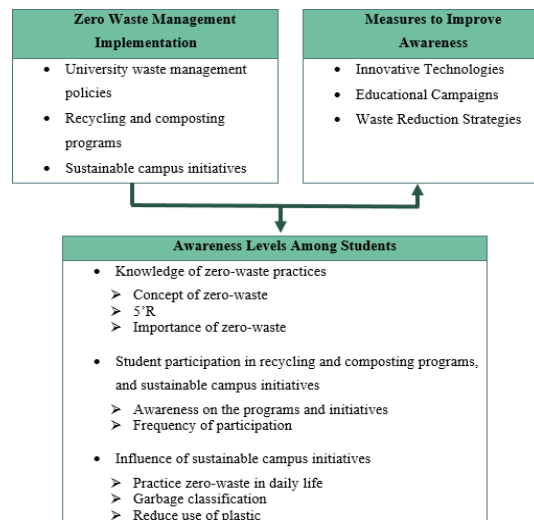 Zero Waste Management
Implementation
• University waste management
policies
• Recycling and composting
programs
• Sustainable campus initiatives
Measures to Improve
Awareness
• Innovative Technologies
• Educational Campaigns
• Waste Reduction Strategies
Awareness Levels Among Students
• Knowledge of zero-waste practices
➢ Concept of zero-waste
➢ 5’R
➢ Importance of zero-waste
• Student participation in recycling and composting programs,
and sustainable campus initiatives
➢ Awareness on the programs and initiatives
➢ Frequency of participation
• Influence of sustainable campus initiatives
➢ Practice zero-waste in daily life
➢ Garbage classification
➢ Reduce use of plastic